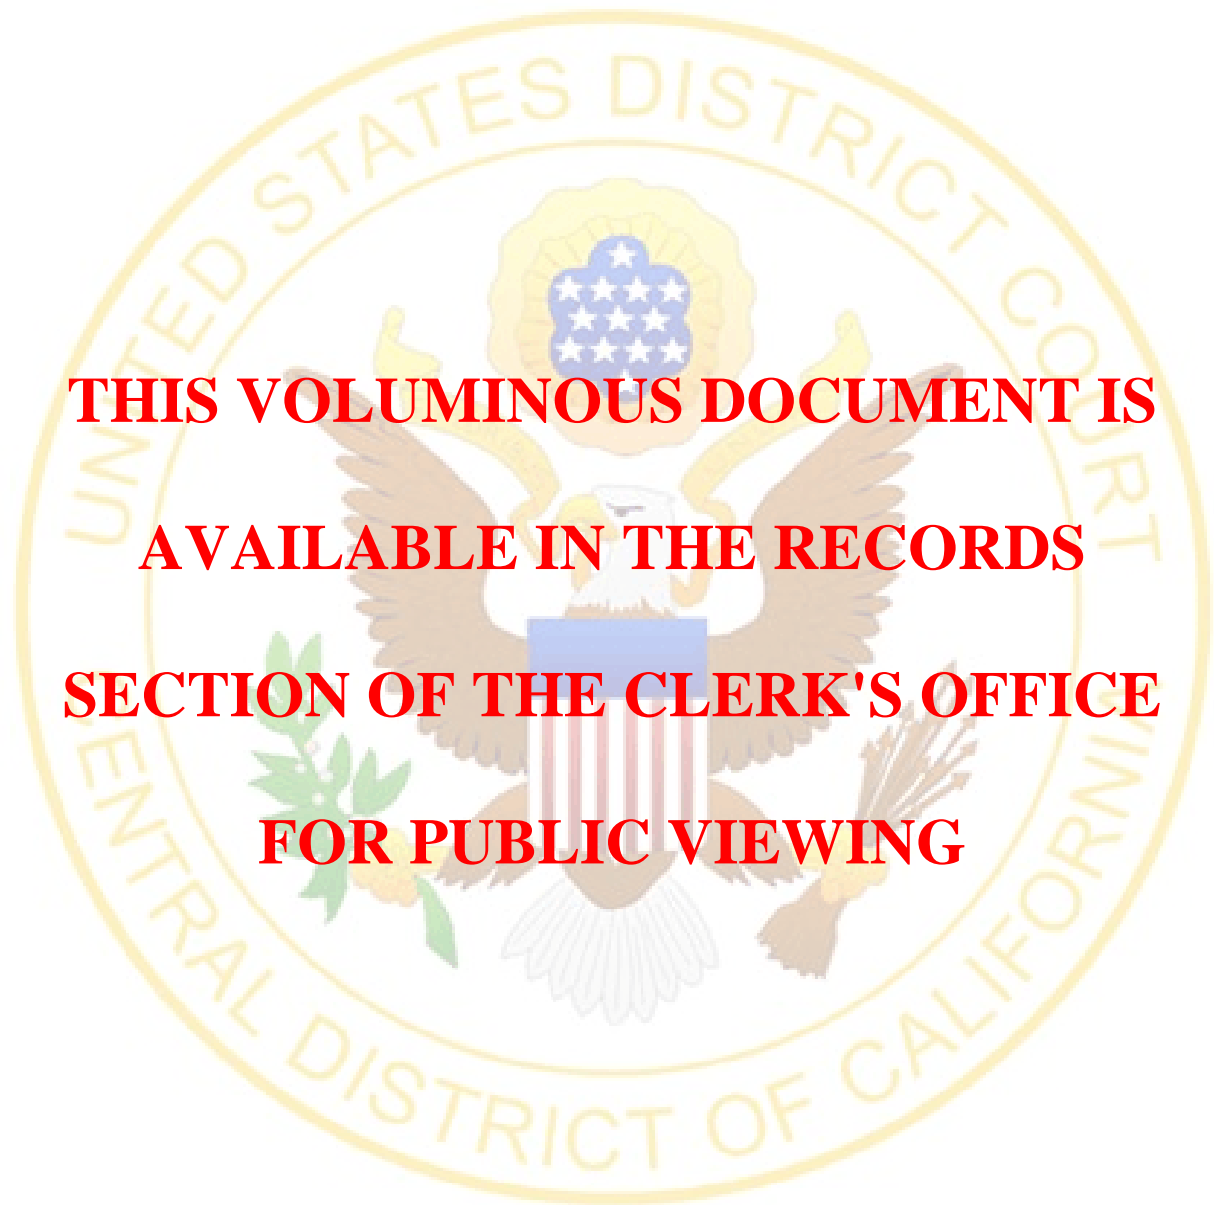 UNITED STATES DISTRICT COURT
THIS VOLUMINOUS DOCUMENT IS
AVAILABLE IN THE RECORDS
SECTION OF THE CLERK'S OFFICE
FOR PUBLIC VIEWING
CENTRAL DISTRICT OF CALIFORNIA